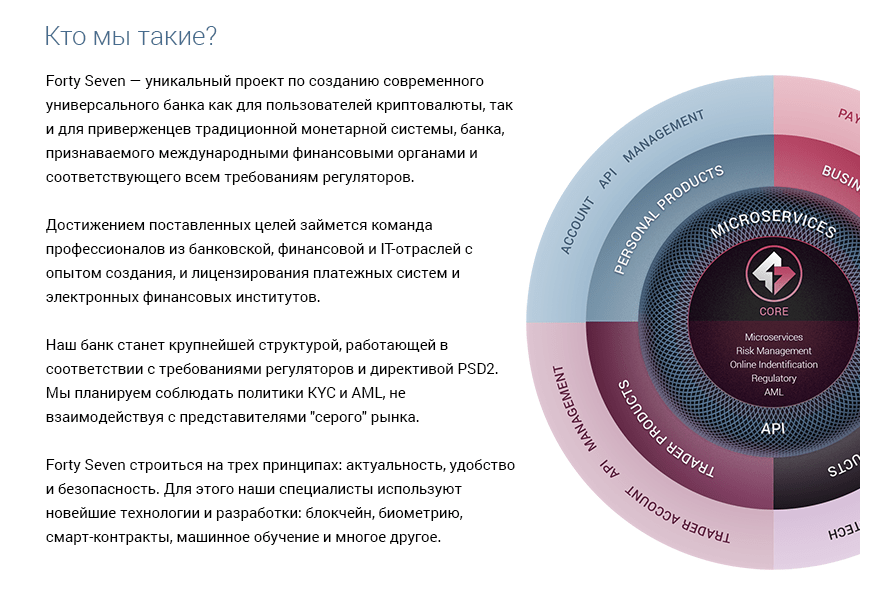 Кто мы такие?
Forty Seven — уникальный проект по созданию современного
универсального банка как для пользователей криптовалюты, так
и для приверженцев традиционной монетарной системы, банка,
признаваемого международными финансовыми органами и
соответствующего всем требованиям регуляторов.
Достижением поставленных целей займется команда
профессионалов из банковской, финансовой и IT-отраслей с
опытом создания, и лицензирования платежных систем и
электронных финансовых институтов.
Наш банк станет крупнейшей структурой, работающей в
соответствии с требованиями регуляторов и директивой PSD2.
Мы планируем соблюдать политики KYC и AML, не
взаимодействуя с представителями "серого" рынка.
Forty Seven строиться на трех принципах: актуальность, удобство
и безопасность. Для этого наши специалисты используют
новейшие технологии и разработки: блокчейн, биометрию,
смарт-контракты, машинное обучение и многое другое.
ACCOUNT API MANAGEMENT
PAY
PERSONAL PRODUCTS
BUSIN
MICROSERVICES
CORE
Microservices
Risk Management
Online Indentification
Regulatory
AML
API
TRADER PRODUCTS
UCTS
TRADER ACCOUNT API MANAGEMENT
TECH